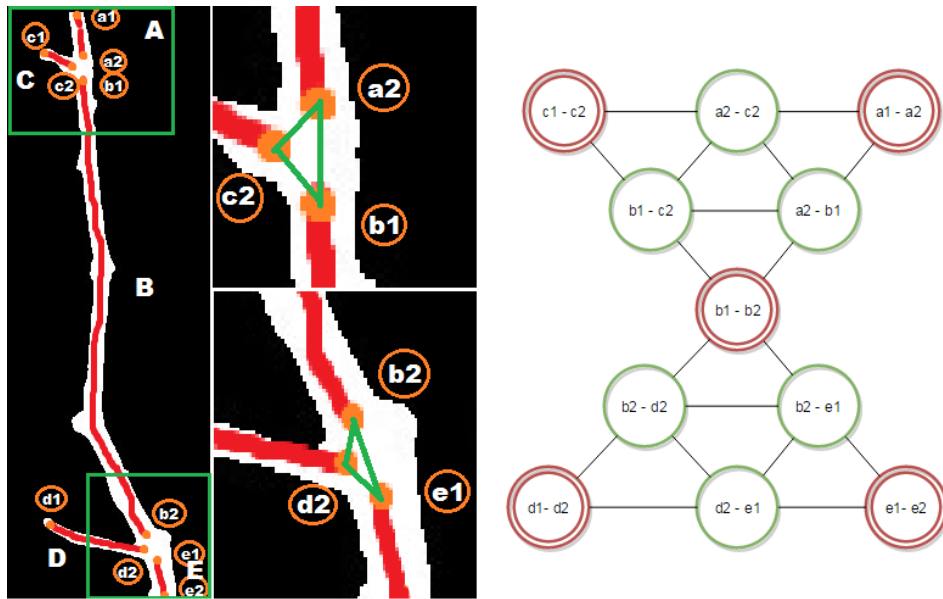 a1
A
c1
a2
C
c2
b1
B
d1
b2
D
d2
e1
E
e2
a2
c2
b1
b2
d2
e1
c1 - c2
a2 - c2
a1 - a2
b1 - c2
a2 - b1
b1 - b2
b2 - d2
b2 - e1
d1- d2
d2 - e1
e1- e2